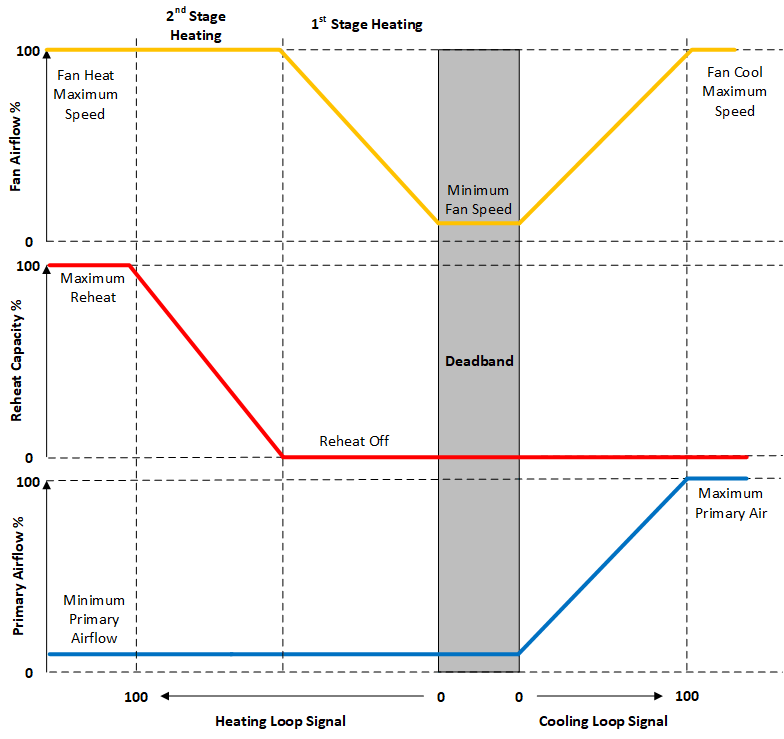 2nd Stage
Heating
1st Stage Heating
100
Fan Heat
Maximum
Speed
Fan Cool
Maximum
Speed
Fan Airflow %
Minimum
Fan Speed
0
100
Maximum
Reheat
Reheat Capacity %
Deadband
Reheat Off
0
100
Maximum
Primary Air
Primary Airflow %
Minimum
Primary
Airflow
0
100
0
0
100
Heating Loop Signal
Cooling Loop Signal